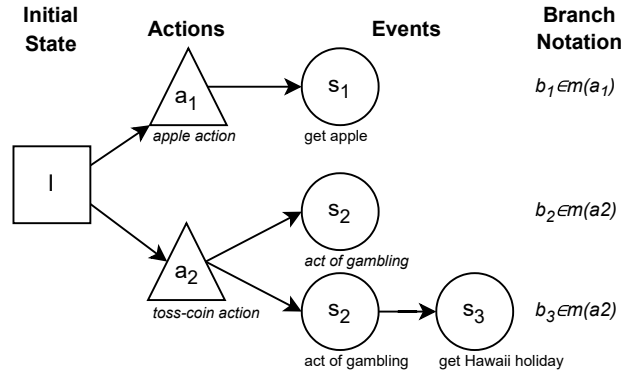 Initial State
Actions
Events
Branch Notation
a1
apple action
s1
get apple
b1∈m(a1)
I
s2
act of gambling
b2∈m(a2)
a2
toss-coin action
s2
act of gambling
s3
get Hawaii holiday
b3∈m(a2)